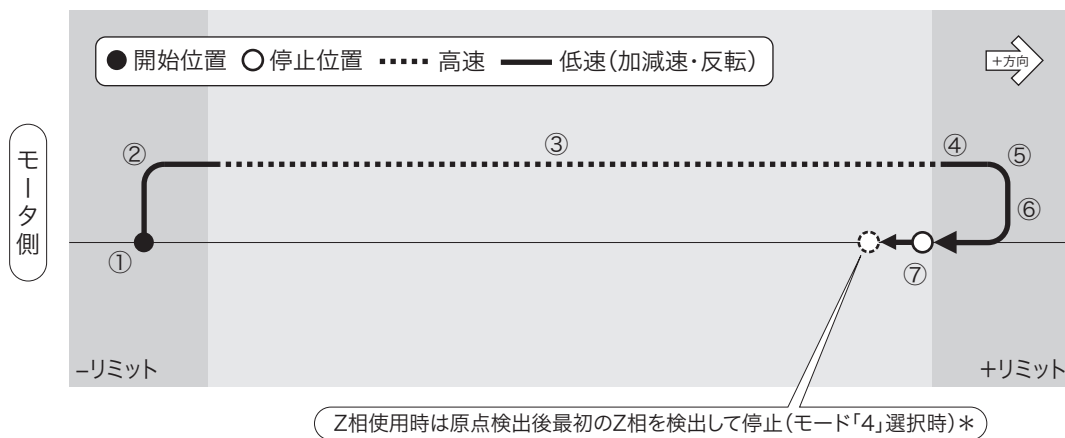 ●開始位置 ○停止位置 ▪▪▪▪▪ 高速 ━━ 低速(加減速・反転)
+方向
モータ側
①
②
③
④
⑤
⑥
⑦
−リミット
+リミット
Z相使用時は原点検出後最初のZ相を検出して停止(モード「4」選択時)*